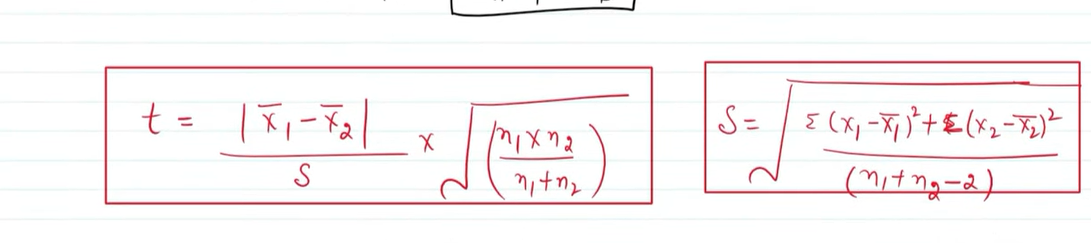 t = |x̄₁ - x̄₂| / S × √(n₁ × n₂ / n₁ + n₂)
S = √Σ(x₁ - x̄₁)² + Σ(x₂ - x̄₂)² / (n₁ + n₂ - 2)